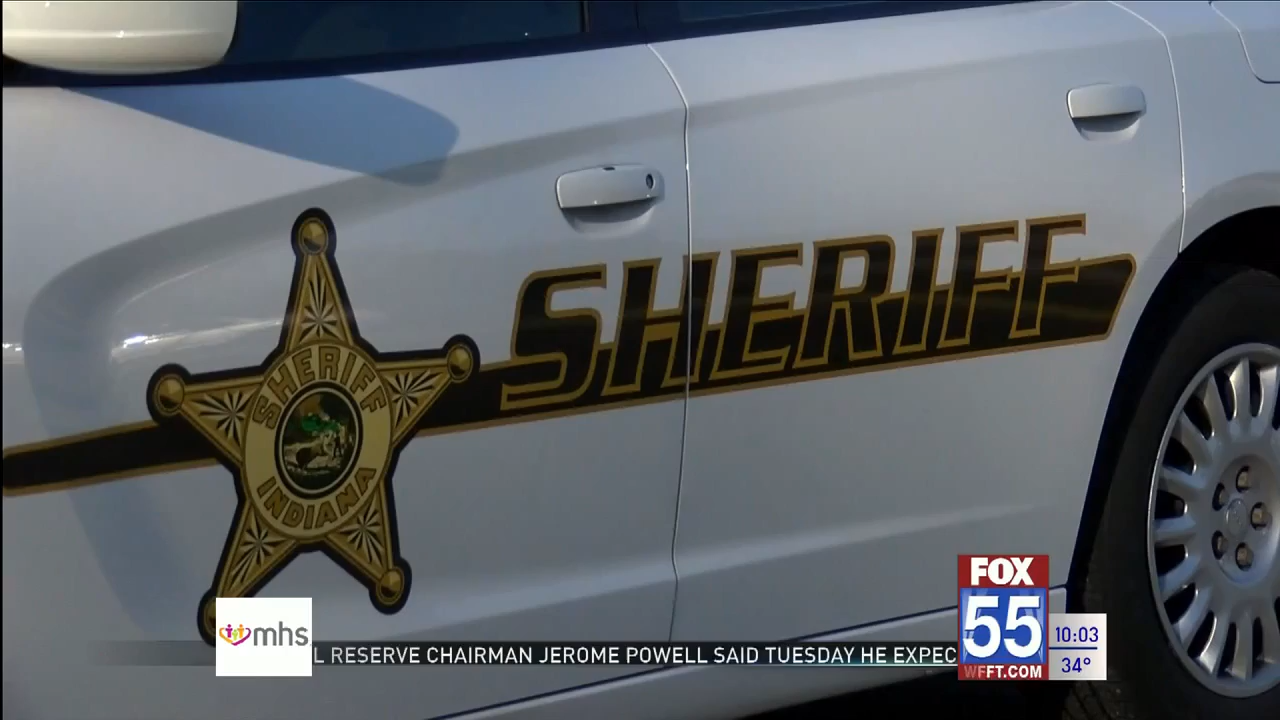 SHERIFF
SHERIFF
INDIANA
mhs
L RESERVE CHAIRMAN JEROME POWELL SAID TUESDAY HE EXPEC
FOX
55
WFFT.COM
10:03
34°